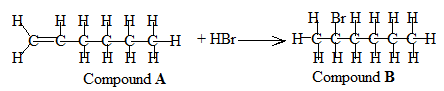 H H H H H H
C=C-C-C-C-C-H
H H H H H
+ HBr
Compound A
H Br H H H H
H-C-C-C-C-C-C-H
H H H H H H
Compound B